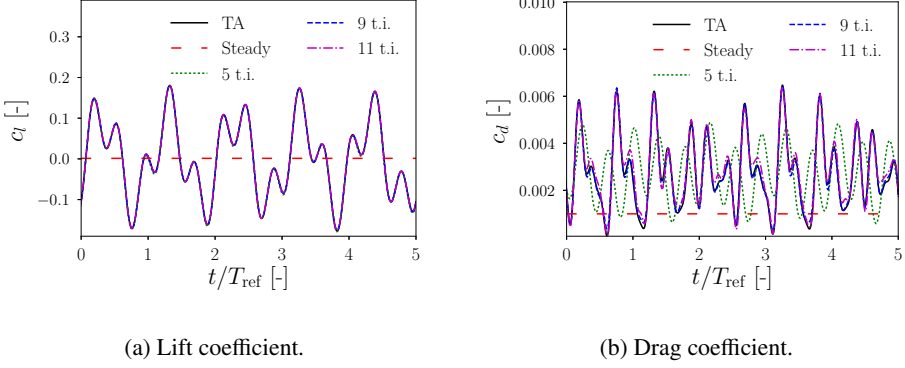 TA
Steady
5 t.i.
9 t.i.
11 t.i.
0.3
0.2
0.1
0.0
−0.1
c_l [-]
0 1 2 3 4 5
t/T_ref [-]
(a) Lift coefficient.
TA
Steady
5 t.i.
9 t.i.
11 t.i.
0.010
0.008
0.006
0.004
0.002
c_d [-]
0 1 2 3 4 5
t/T_ref [-]
(b) Drag coefficient.